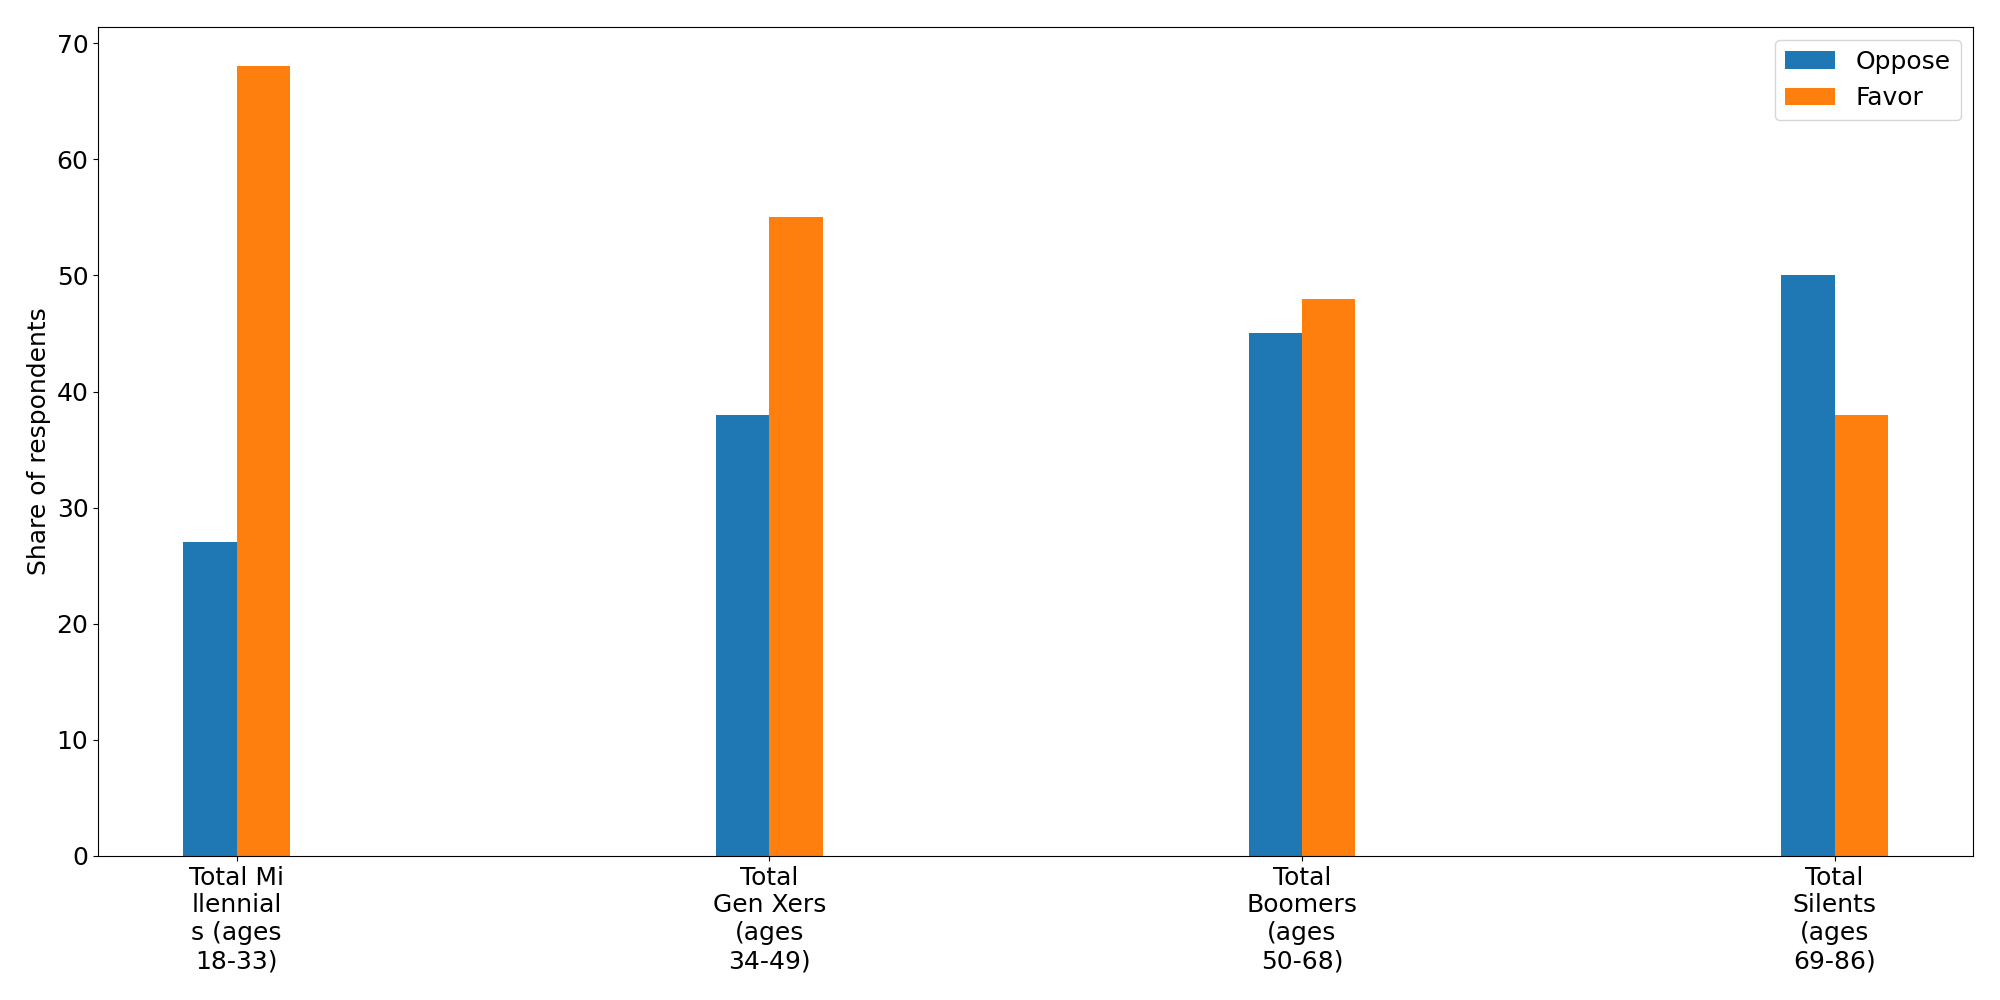 70
60
50
40
30
20
10
0
Share of respondents
Oppose
Favor
Total Mi
llennial
s (ages
18-33)
Total
Gen Xers
(ages
34-49)
Total
Boomers
(ages
50-68)
Total
Silents
(ages
69-86)